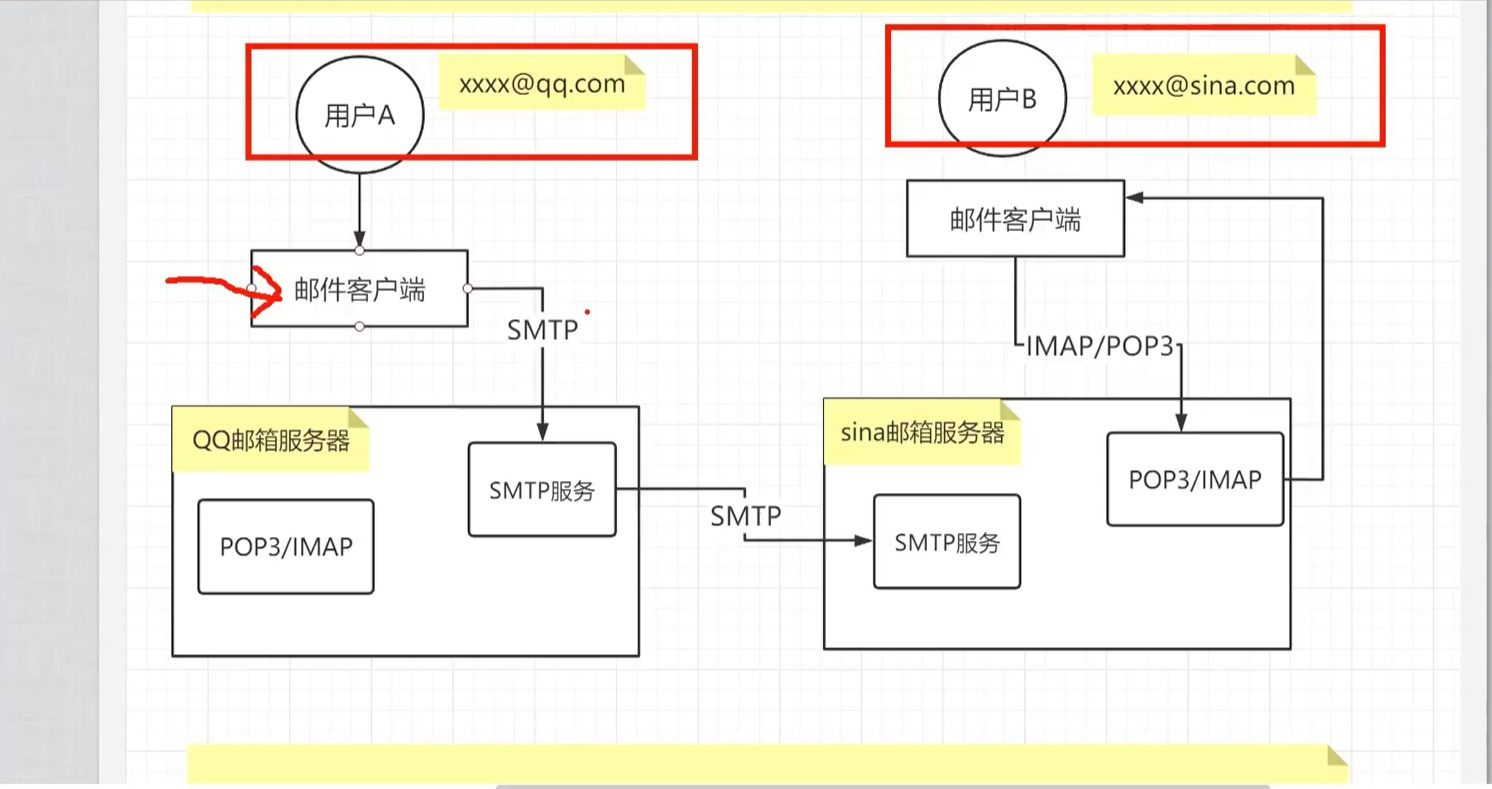 用户A
xxxx@qq.com
用户B
xxxx@sina.com
邮件客户端
邮件客户端
SMTP
IMAP/POP3
QQ邮箱服务器
SMTP服务
POP3/IMAP
SMTP
sina邮箱服务器
POP3/IMAP
SMTP服务